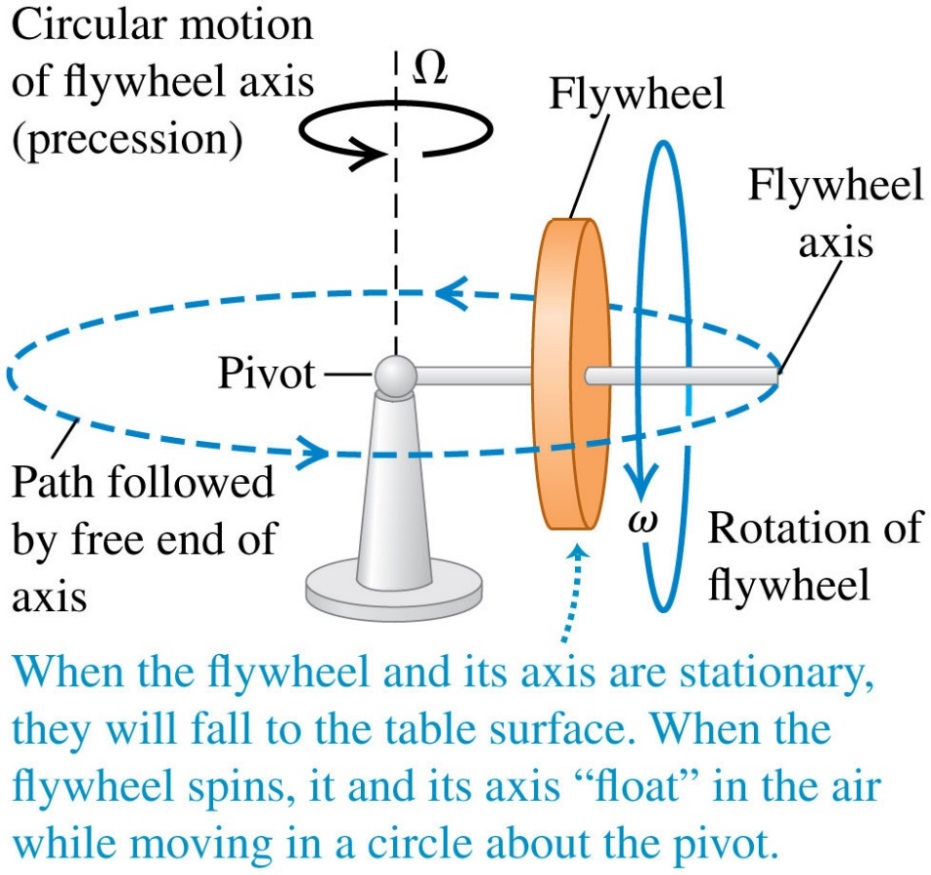 Circular motion
of flywheel axis
(precession)
Ω
Flywheel
Flywheel
axis
Pivot
Path followed
by free end of
axis
ω
Rotation of
flywheel
When the flywheel and its axis are stationary,
they will fall to the table surface. When the
flywheel spins, it and its axis “float” in the air
while moving in a circle about the pivot.